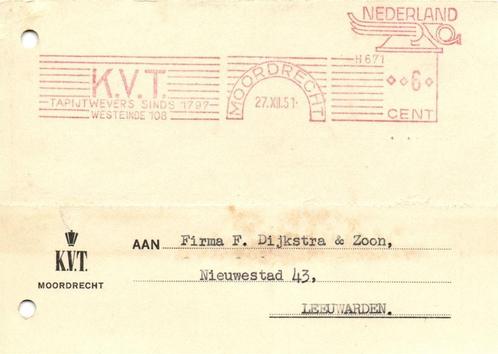 NEDERLAND
H671
K.V.T.
TAPIJTWEVERS SINDS 1797
WESTEINDE 108
MOORDRECHT
27.XII.51
6
CENT
K.V.T.
MOORDRECHT
AAN Firma F. Dijkstra & Zoon,
Nieuwestad 43,
LEEUWARDEN.